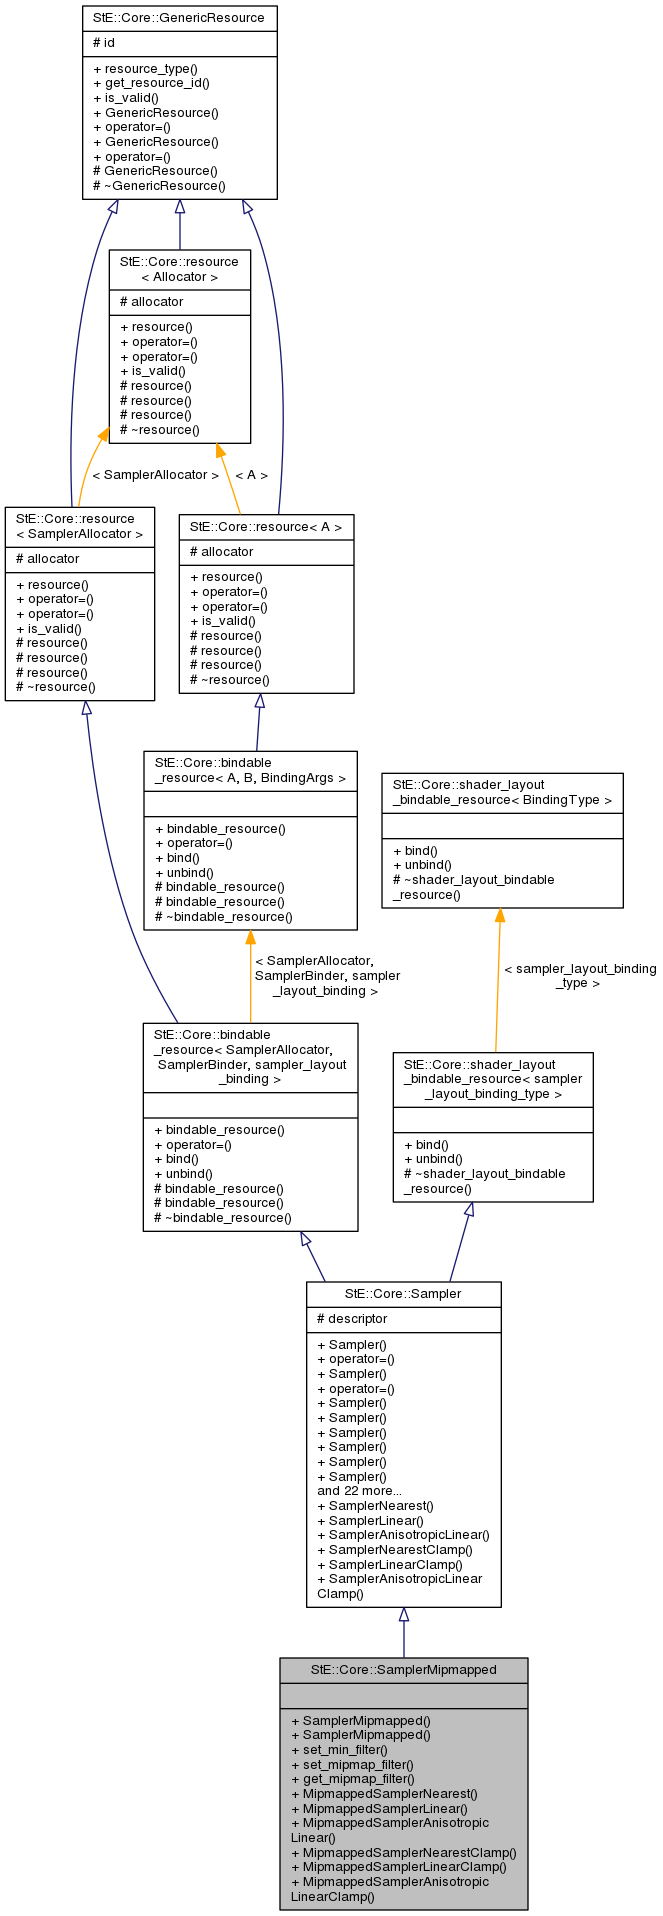 StE::Core::GenericResource
# id
+ resource_type()
+ get_resource_id()
+ is_valid()
+ GenericResource()
+ operator=()
+ GenericResource()
+ operator=()
# GenericResource()
# ~GenericResource()
StE::Core::resource
< Allocator >
# allocator
+ resource()
+ operator=()
+ operator=()
+ is_valid()
# resource()
# resource()
# resource()
# ~resource()
< SamplerAllocator >
< A >
StE::Core::resource
< SamplerAllocator >
# allocator
+ resource()
+ operator=()
+ operator=()
+ is_valid()
# resource()
# resource()
# resource()
# ~resource()
StE::Core::resource< A >
# allocator
+ resource()
+ operator=()
+ operator=()
+ is_valid()
# resource()
# resource()
# resource()
# ~resource()
StE::Core::bindable
_resource< A, B, BindingArgs >
+ bindable_resource()
+ operator=()
+ bind()
+ unbind()
# bindable_resource()
# bindable_resource()
# ~bindable_resource()
StE::Core::shader_layout
_bindable_resource< BindingType >
+ bind()
+ unbind()
# ~shader_layout_bindable
_resource()
< SamplerAllocator,
SamplerBinder, sampler
_layout_binding >
< sampler_layout_binding
_type >
StE::Core::bindable
_resource< SamplerAllocator,
SamplerBinder, sampler_layout
_binding >
+ bindable_resource()
+ operator=()
+ bind()
+ unbind()
# bindable_resource()
# bindable_resource()
# ~bindable_resource()
StE::Core::shader_layout
_bindable_resource< sampler
_layout_binding_type >
+ bind()
+ unbind()
# ~shader_layout_bindable
_resource()
StE::Core::Sampler
# descriptor
+ Sampler()
+ operator=()
+ Sampler()
+ operator=()
+ Sampler()
+ Sampler()
+ Sampler()
+ Sampler()
+ Sampler()
+ Sampler()
and 22 more...
+ SamplerNearest()
+ SamplerLinear()
+ SamplerAnisotropicLinear()
+ SamplerNearestClamp()
+ SamplerLinearClamp()
+ SamplerAnisotropicLinear
Clamp()
StE::Core::SamplerMipmapped
+ SamplerMipmapped()
+ SamplerMipmapped()
+ set_min_filter()
+ set_mipmap_filter()
+ get_mipmap_filter()
+ MipmappedSamplerNearest()
+ MipmappedSamplerLinear()
+ MipmappedSamplerAnisotropic
Linear()
+ MipmappedSamplerNearestClamp()
+ MipmappedSamplerLinearClamp()
+ MipmappedSamplerAnisotropic
LinearClamp()